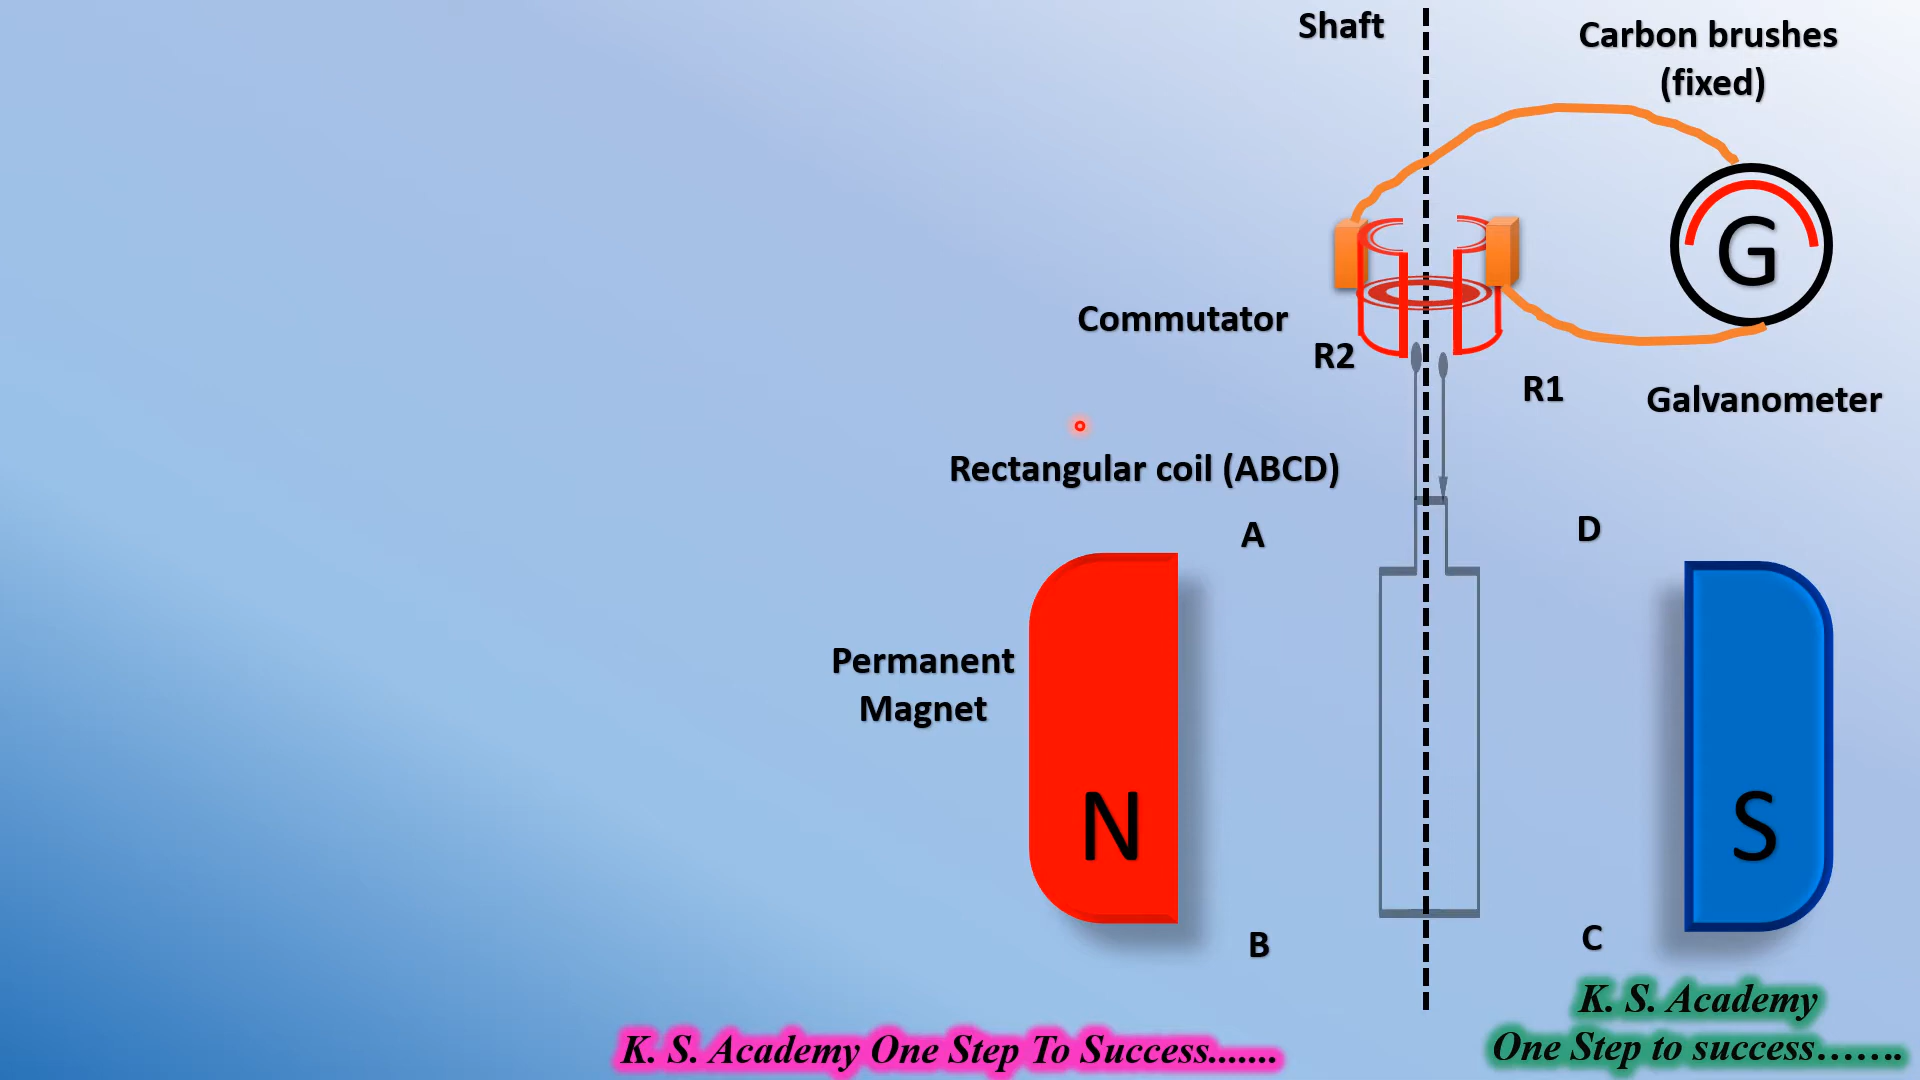 Shaft
Carbon brushes
(fixed)
G
Commutator
R2
R1
Galvanometer
Rectangular coil (ABCD)
A
D
Permanent
Magnet
N
S
B
C
K. S. Academy
One Step to success…….
K. S. Academy One Step To Success.......